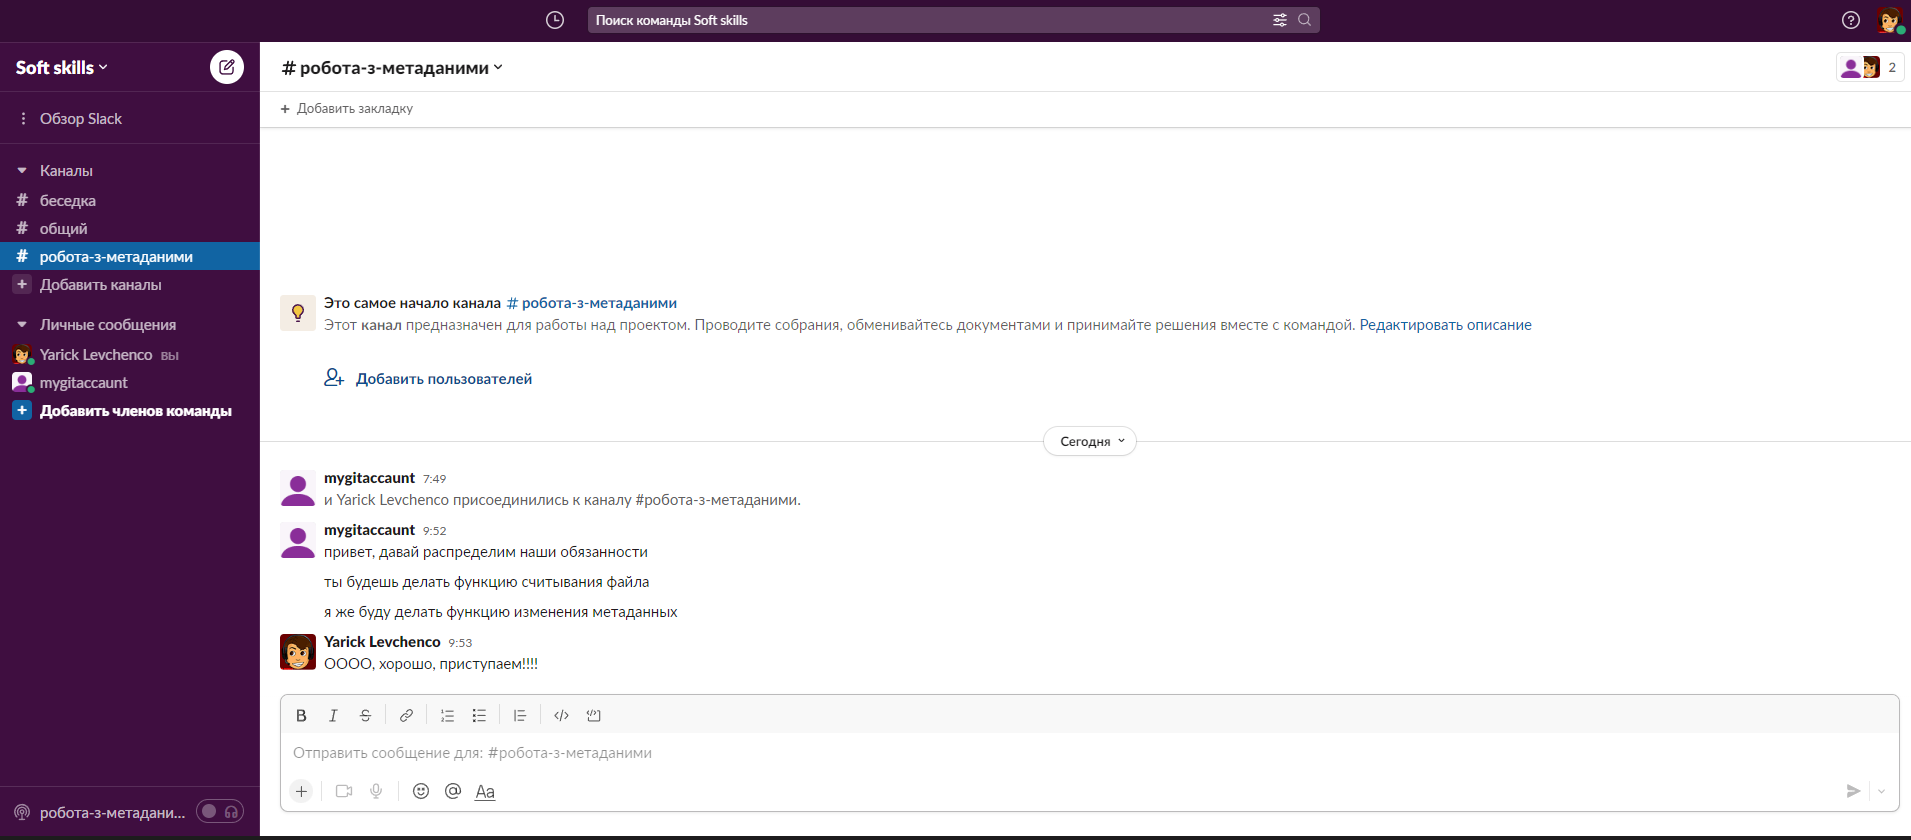 Поиск команды Soft skills
Soft skills
# робота-з-метаданими
2
+ Добавить закладку
Обзор Slack
Каналы
# беседка
# общий
# робота-з-метаданими
+ Добавить каналы
Личные сообщения
Yarick Levchenco вы
mygitaccaunt
+ Добавить членов команды
Это самое начало канала # робота-з-метаданими
Этот канал предназначен для работы над проектом. Проводите собрания, обменивайтесь документами и принимайте решения вместе с командой. Редактировать описание
Добавить пользователей
Сегодня
mygitaccaunt 7:49
и Yarick Levchenco присоединились к каналу #робота-з-метаданими.
mygitaccaunt 9:52
привет, давай распределим наши обязанности
ты будешь делать функцию считывания файла
я же буду делать функцию изменения метаданных
Yarick Levchenco 9:53
ОООО, хорошо, приступаем!!!!
B I S
Отправить сообщение для: #робота-з-метаданими
+ @ Aa
робота-з-метадани...